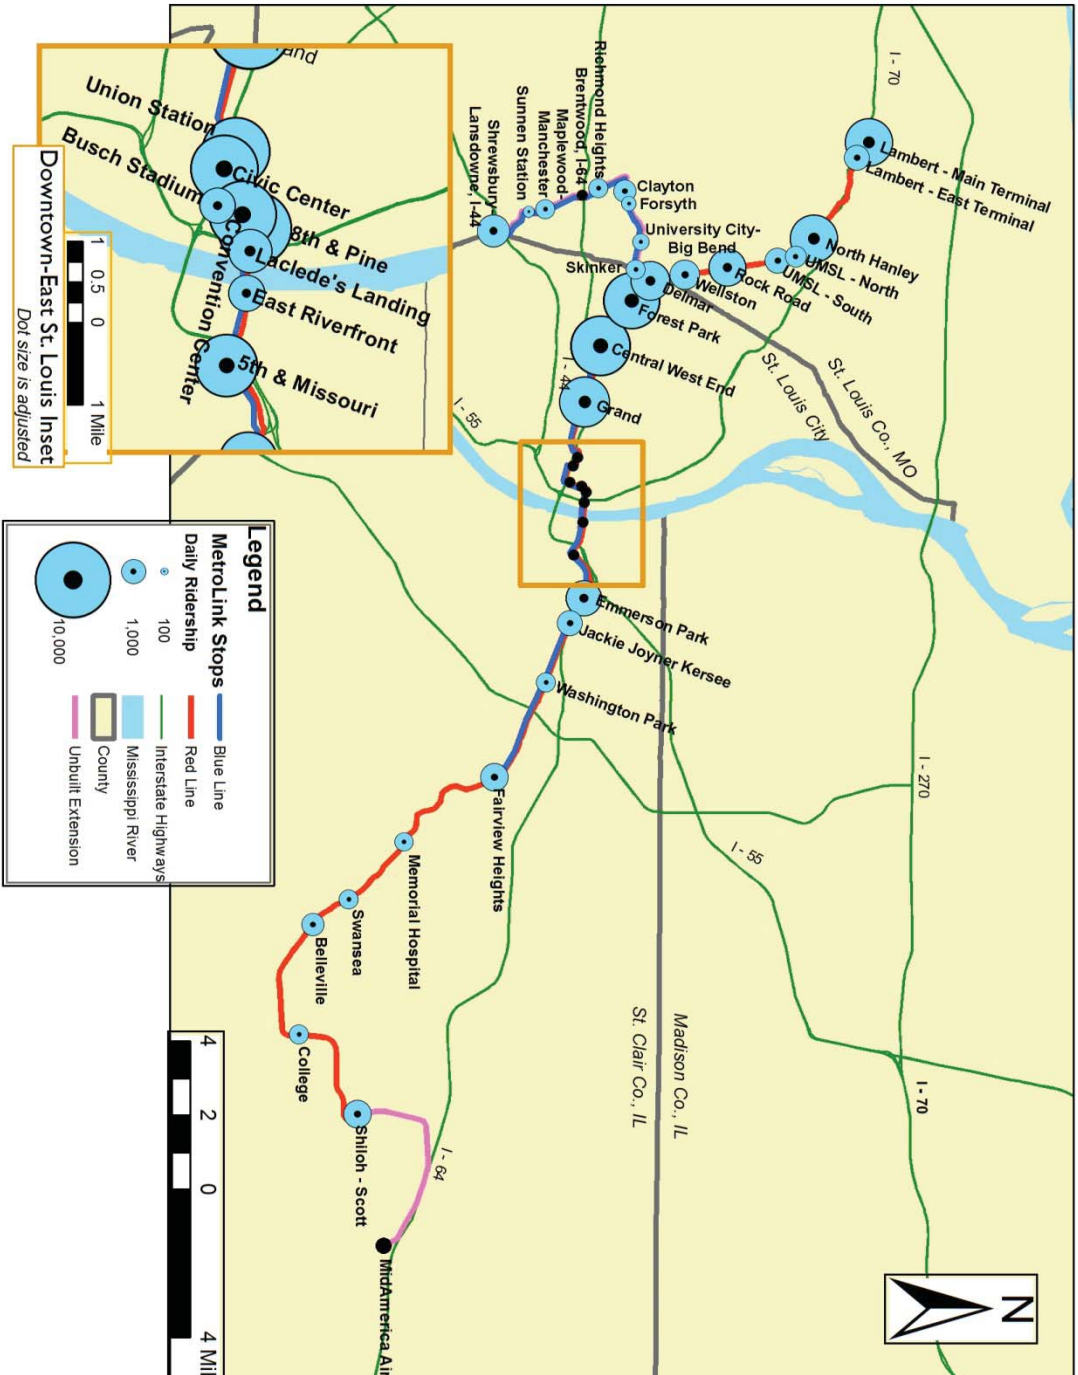 I - 70
Lambert - Main Terminal
Lambert - East Terminal
North Hanley
UMSL - North
UMSL - South
Rock Road
Wellston
Delmar
Forest Park
Central West End
Grand
Skinker
University City-
Big Bend
Forsyth
Clayton
Richmond Heights
Brentwood, I-64
Maplewood-
Manchester
Sunnen Station
Shrewsbury
Lansdowne, I-44
I - 44
I - 55
St. Louis Co., MO
St. Louis City
Emmerson Park
Jackie Joyner Kersee
Washington Park
Fairview Heights
Memorial Hospital
Swansea
Belleville
College
Shiloh - Scott
MidAmerica Air
I - 270
I - 55
I - 70
I - 64
Madison Co., IL
St. Clair Co., IL
N
4 2 0 4 Mil
Union Station
Civic Center
Busch Stadium
8th & Pine
Convention Center
Laclede's Landing
East Riverfront
5th & Missouri
Downtown-East St. Louis Inset
Dot size is adjusted
1 0.5 0 1 Mile
Legend
MetroLink Stops
Daily Ridership
100
1,000
10,000
Blue Line
Red Line
Interstate Highways
Mississippi River
County
Unbuilt Extension